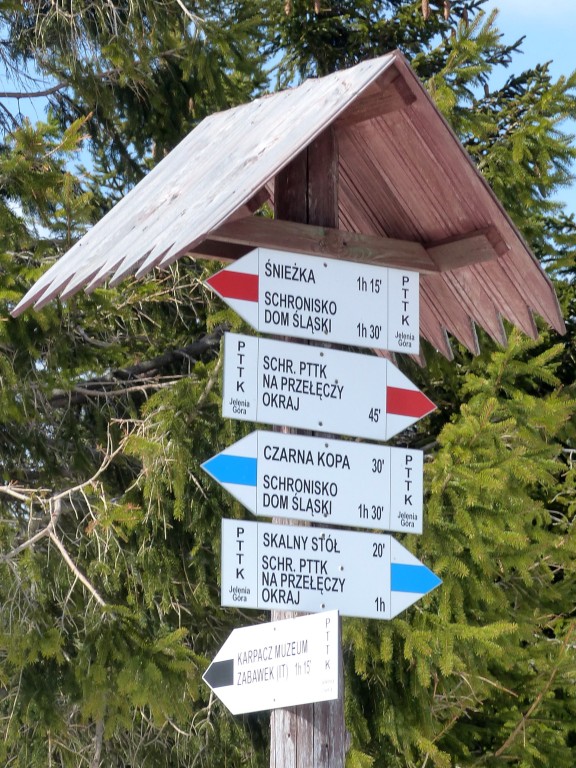 ŚNIEŻKA 1h 15'
SCHRONISKO
DOM ŚLĄSKI 1h 30'
PTTK
Jelenia
Góra
PTTK
Jelenia
Góra
SCHR. PTTK
NA PRZEŁĘCZY
OKRAJ 45'
CZARNA KOPA 30'
SCHRONISKO
DOM ŚLĄSKI 1h 30'
PTTK
Jelenia
Góra
PTTK
Jelenia
Góra
SKALNY STÓŁ 20'
SCHR. PTTK
NA PRZEŁĘCZY
OKRAJ 1h
KARPACZ MUZEUM
ZABAWEK (IT) 1h 15'
PTTK
Jelenia
Góra